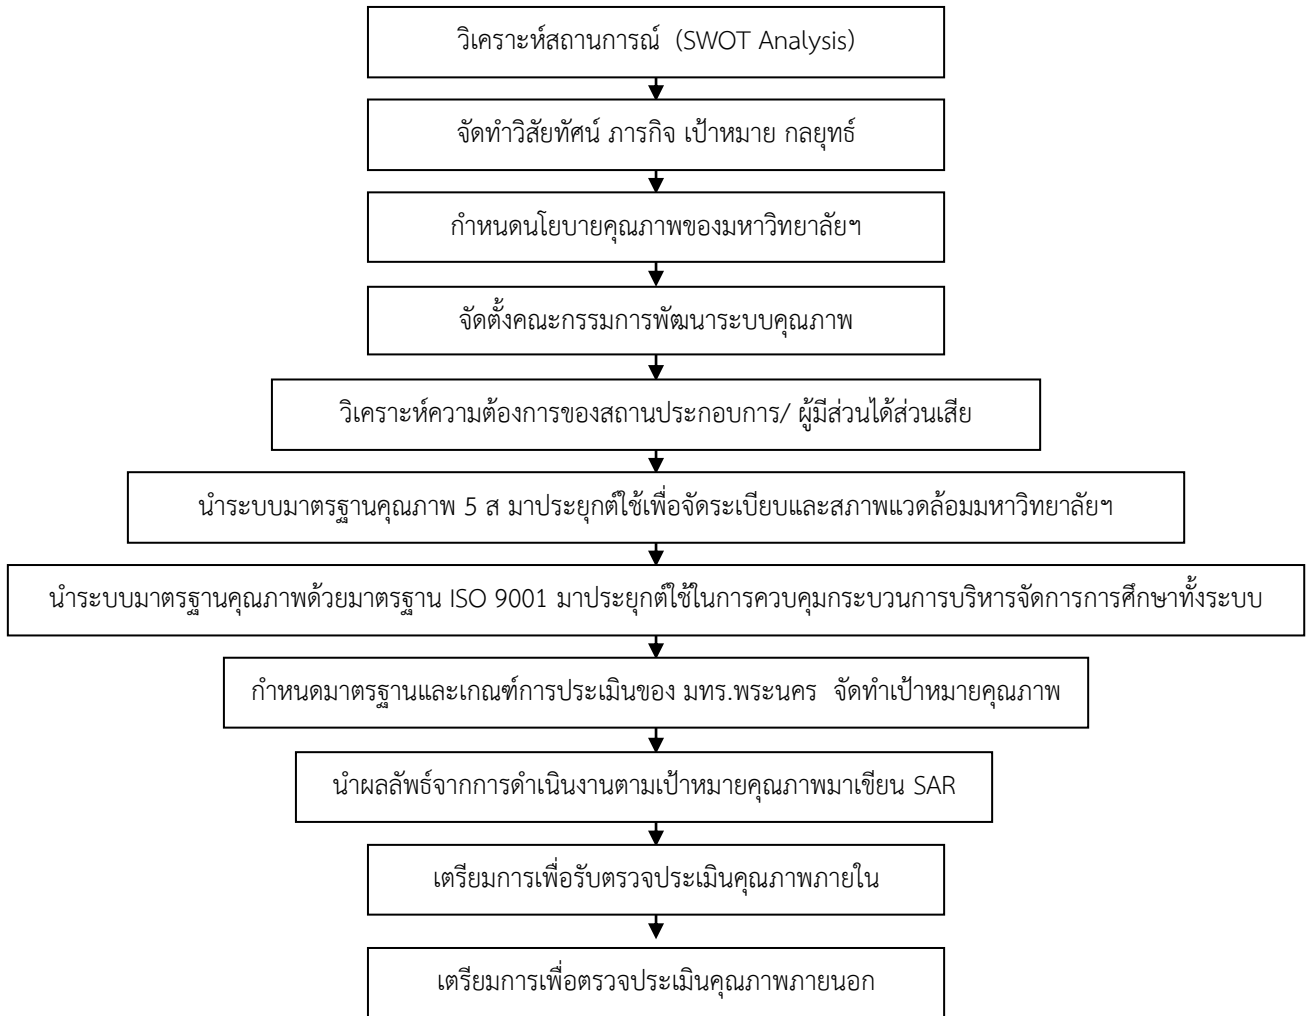 วิเคราะห์สถานการณ์ (SWOT Analysis)
จัดทำวิสัยทัศน์ ภารกิจ เป้าหมาย กลยุทธ์
กำหนดนโยบายคุณภาพของมหาวิทยาลัยฯ
จัดตั้งคณะกรรมการพัฒนาระบบคุณภาพ
วิเคราะห์ความต้องการของสถานประกอบการ/ ผู้มีส่วนได้ส่วนเสีย
นำระบบมาตรฐานคุณภาพ 5 ส มาประยุกต์ใช้เพื่อจัดระเบียบและสภาพแวดล้อมมหาวิทยาลัยฯ
นำระบบมาตรฐานคุณภาพด้วยมาตรฐาน ISO 9001 มาประยุกต์ใช้ในการควบคุมกระบวนการบริหารจัดการการศึกษาทั้งระบบ
กำหนดมาตรฐานและเกณฑ์การประเมินของ มทร.พระนคร จัดทำเป้าหมายคุณภาพ
นำผลลัพธ์จากการดำเนินงานตามเป้าหมายคุณภาพมาเขียน SAR
เตรียมการเพื่อรับตรวจประเมินคุณภาพภายใน
เตรียมการเพื่อตรวจประเมินคุณภาพภายนอก